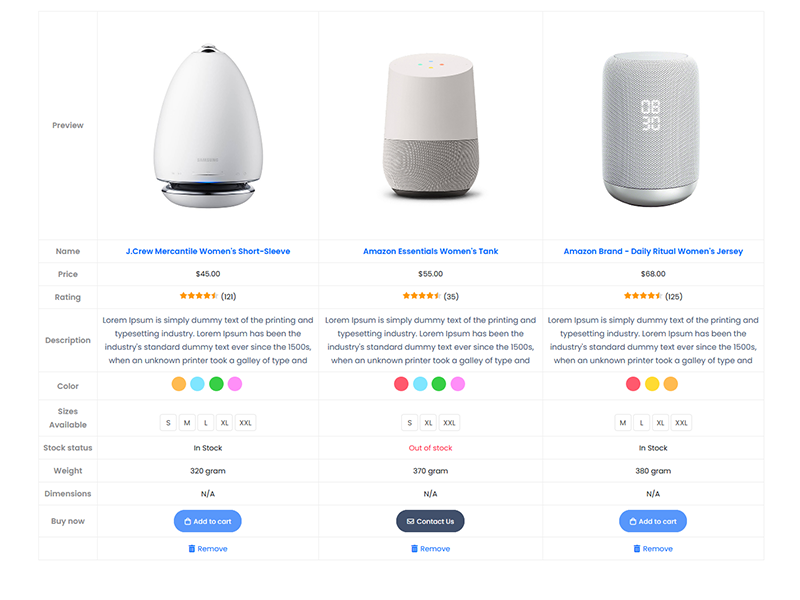 08
30
Preview
Name J.Crew Mercantile Women's Short-Sleeve Amazon Essentials Women's Tank Amazon Brand - Daily Ritual Women's Jersey
Price $45.00 $55.00 $68.00
Rating (121) (35) (125)
Description
Lorem Ipsum is simply dummy text of the printing and
typesetting industry. Lorem Ipsum has been the
industry's standard dummy text ever since the 1500s,
when an unknown printer took a galley of type and
Lorem Ipsum is simply dummy text of the printing and
typesetting industry. Lorem Ipsum has been the
industry's standard dummy text ever since the 1500s,
when an unknown printer took a galley of type and
Lorem Ipsum is simply dummy text of the printing and
typesetting industry. Lorem Ipsum has been the
industry's standard dummy text ever since the 1500s,
when an unknown printer took a galley of type and
Color
Sizes
Available
S M L XL XXL S XL XXL M L XL XXL
Stock status In Stock Out of stock In Stock
Weight 320 gram 370 gram 380 gram
Dimensions N/A N/A N/A
Buy now Add to cart Contact Us Add to cart
Remove Remove Remove